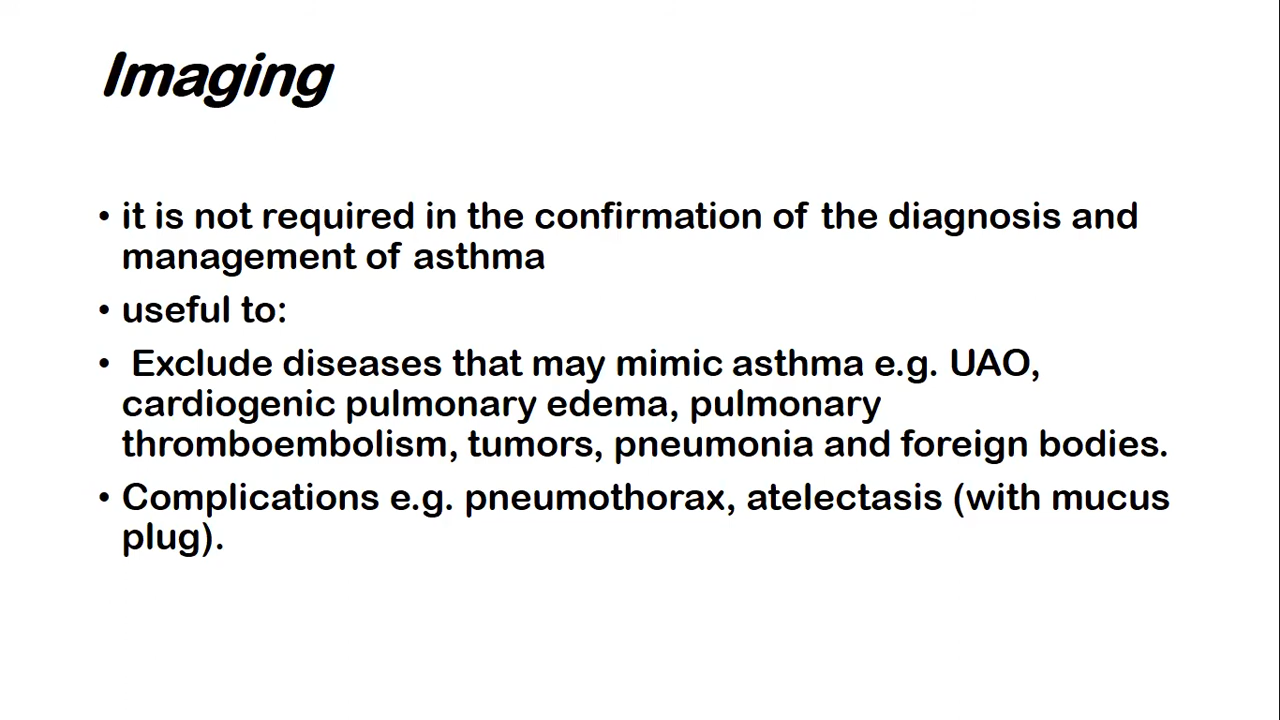 Imaging
• it is not required in the confirmation of the diagnosis and
management of asthma
• useful to:
• Exclude diseases that may mimic asthma e.g. UAO,
cardiogenic pulmonary edema, pulmonary
thromboembolism, tumors, pneumonia and foreign bodies.
• Complications e.g. pneumothorax, atelectasis (with mucus
plug).